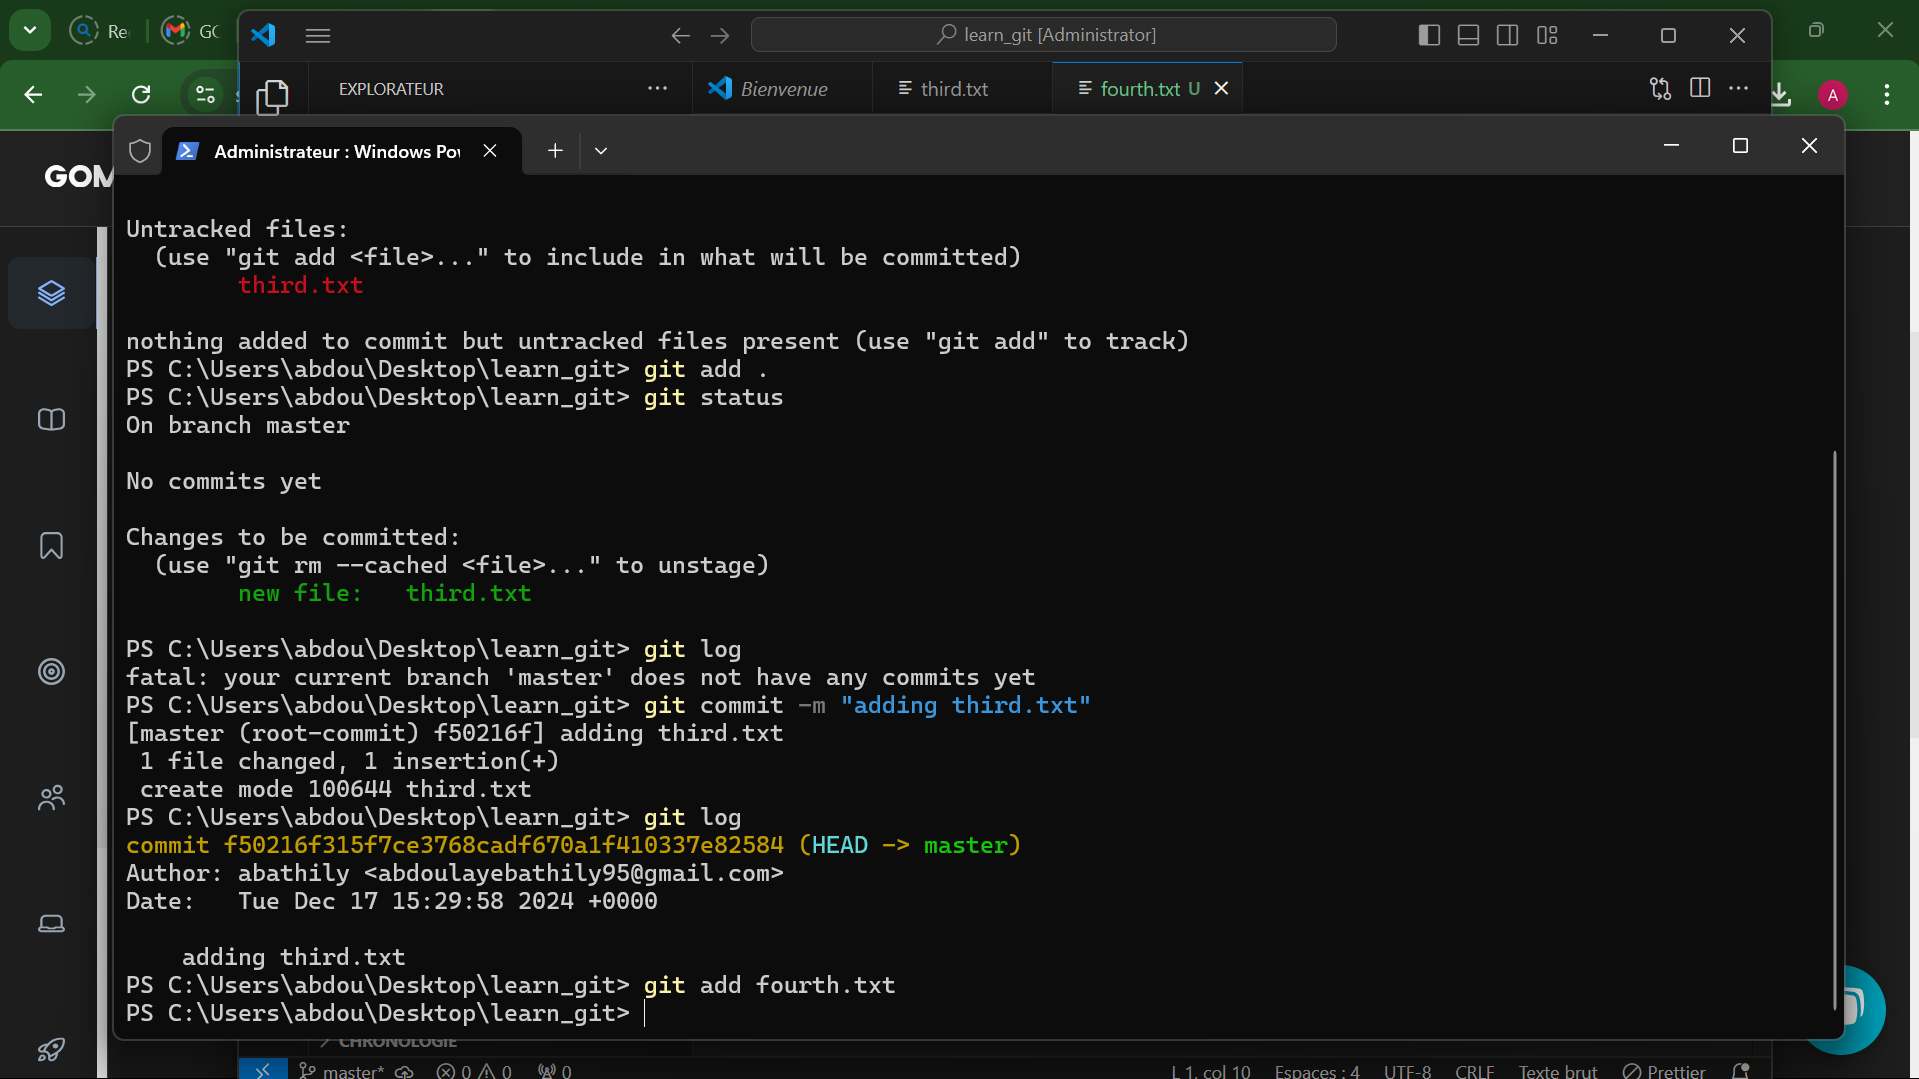 Re
GC
learn_git [Administrator]
EXPLORATEUR
Bienvenue
third.txt
fourth.txt U
A
GOM
Administrateur : Windows Po
Untracked files:
  (use "git add <file>..." to include in what will be committed)
        third.txt
nothing added to commit but untracked files present (use "git add" to track)
PS C:\Users\abdou\Desktop\learn_git> git add .
PS C:\Users\abdou\Desktop\learn_git> git status
On branch master
No commits yet
Changes to be committed:
  (use "git rm --cached <file>..." to unstage)
        new file:   third.txt
PS C:\Users\abdou\Desktop\learn_git> git log
fatal: your current branch 'master' does not have any commits yet
PS C:\Users\abdou\Desktop\learn_git> git commit -m "adding third.txt"
[master (root-commit) f50216f] adding third.txt
 1 file changed, 1 insertion(+)
 create mode 100644 third.txt
PS C:\Users\abdou\Desktop\learn_git> git log
commit f50216f315f7ce3768cadf670a1f410337e82584 (HEAD -> master)
Author: abathily <abdoulayebathily95@gmail.com>
Date:   Tue Dec 17 15:29:58 2024 +0000
    adding third.txt
PS C:\Users\abdou\Desktop\learn_git> git add fourth.txt
PS C:\Users\abdou\Desktop\learn_git>
CHRONOLOGIE
master* 0 0 0 L 1, col 10 Espaces : 4 UTF-8 CRLF Texte brut Prettier